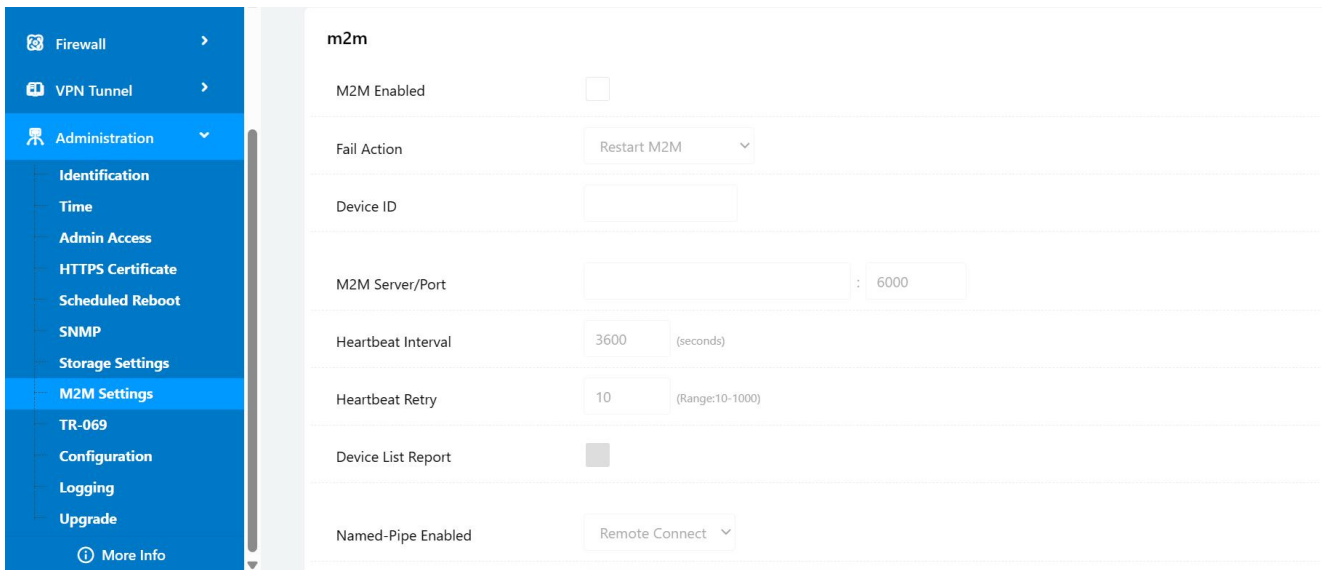 Firewall
VPN Tunnel
Administration
Identification
Time
Admin Access
HTTPS Certificate
Scheduled Reboot
SNMP
Storage Settings
M2M Settings
TR-069
Configuration
Logging
Upgrade
More Info
m2m
M2M Enabled
Fail Action Restart M2M
Device ID
M2M Server/Port : 6000
Heartbeat Interval 3600 (seconds)
Heartbeat Retry 10 (Range:10-1000)
Device List Report
Named-Pipe Enabled Remote Connect